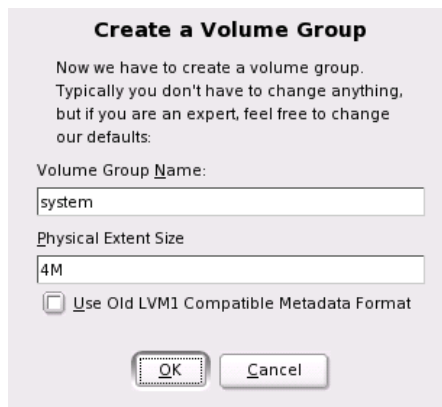 Create a Volume Group
Now we have to create a volume group.
Typically you don't have to change anything,
but if you are an expert, feel free to change
our defaults:
Volume Group Name:
system
Physical Extent Size
4M
Use Old LVM1 Compatible Metadata Format
OK
Cancel